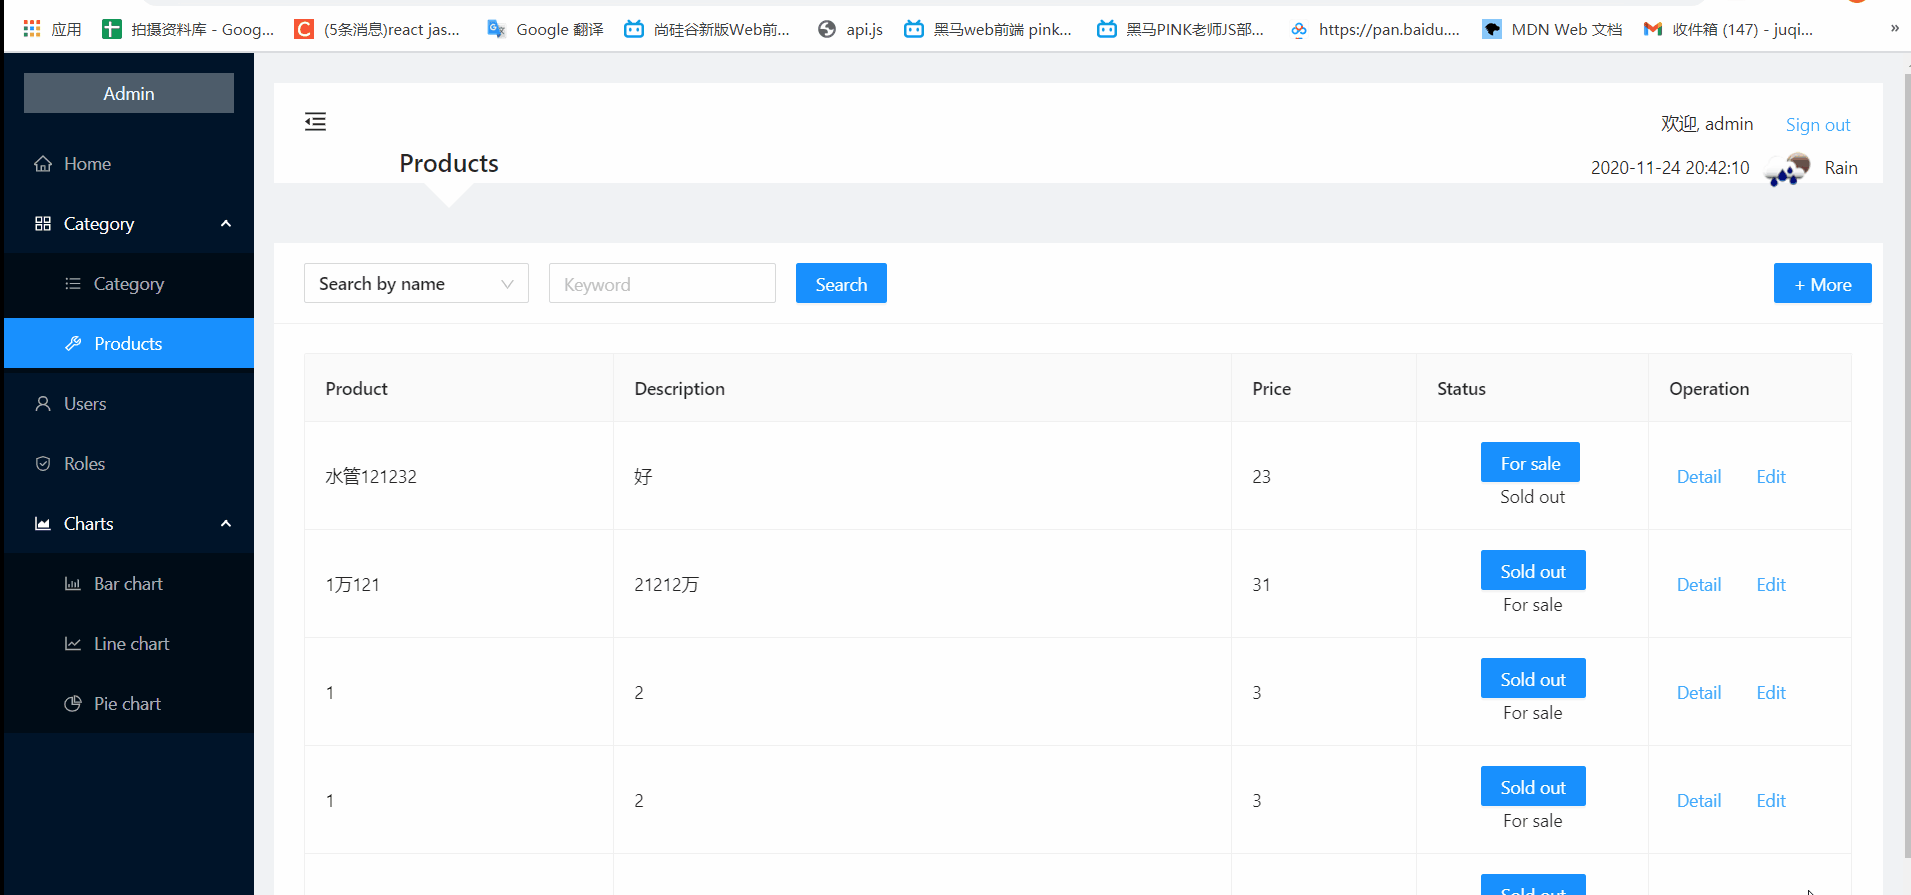 应用 拍摄资料库 - Goog... (5条消息)react jas... Google 翻译 尚硅谷新版Web前... api.js 黑马web前端 pink... 黑马PINK老师JS部... https://pan.baidu.... MDN Web 文档 收件箱 (147) - juqi... »
Admin
欢迎, admin Sign out
Products
2020-11-24 20:42:10 Rain
Home
Category
Category
Products
Users
Roles
Charts
Bar chart
Line chart
Pie chart
Search by name Keyword Search + More
Product Description Price Status Operation
水管121232 好 23 For sale Detail Edit
Sold out
1万121 21212万 31 Sold out Detail Edit
For sale
1 2 3 Sold out Detail Edit
For sale
1 2 3 Sold out Detail Edit
For sale
Sold out